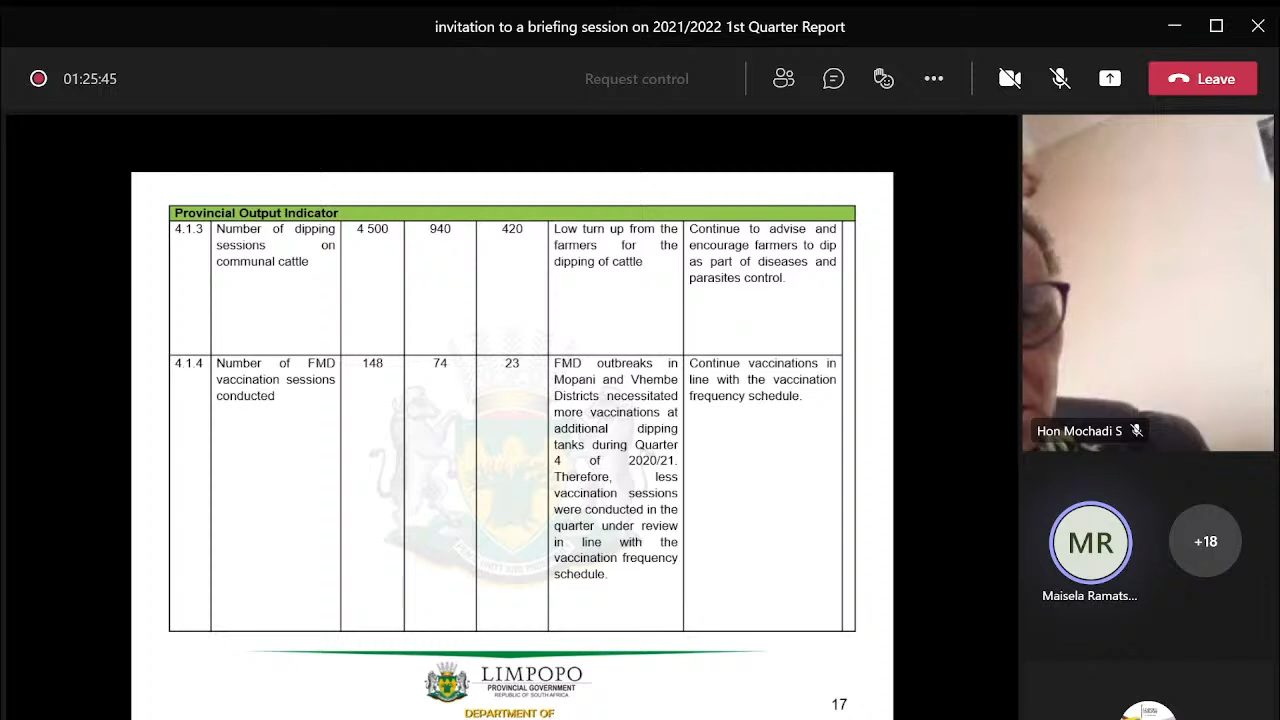 invitation to a briefing session on 2021/2022 1st Quarter Report
01:25:45
Request control
Leave
Provincial Output Indicator
4.1.3
Number of dipping
sessions on
communal cattle
4 500
940
420
Low turn up from the
farmers for the
dipping of cattle
Continue to advise and
encourage farmers to dip
as part of diseases and
parasites control.
4.1.4
Number of FMD
vaccination sessions
conducted
148
74
23
FMD outbreaks in
Mopani and Vhembe
Districts necessitated
more vaccinations at
additional dipping
tanks during Quarter
4 of 2020/21.
Therefore, less
vaccination sessions
were conducted in the
quarter under review
in line with the
vaccination frequency
schedule.
Continue vaccinations in
line with the vaccination
frequency schedule.
LIMPOPO
PROVINCIAL GOVERNMENT
REPUBLIC OF SOUTH AFRICA
DEPARTMENT OF
17
Hon Mochadi S
MR
+18
Maisela Ramats...